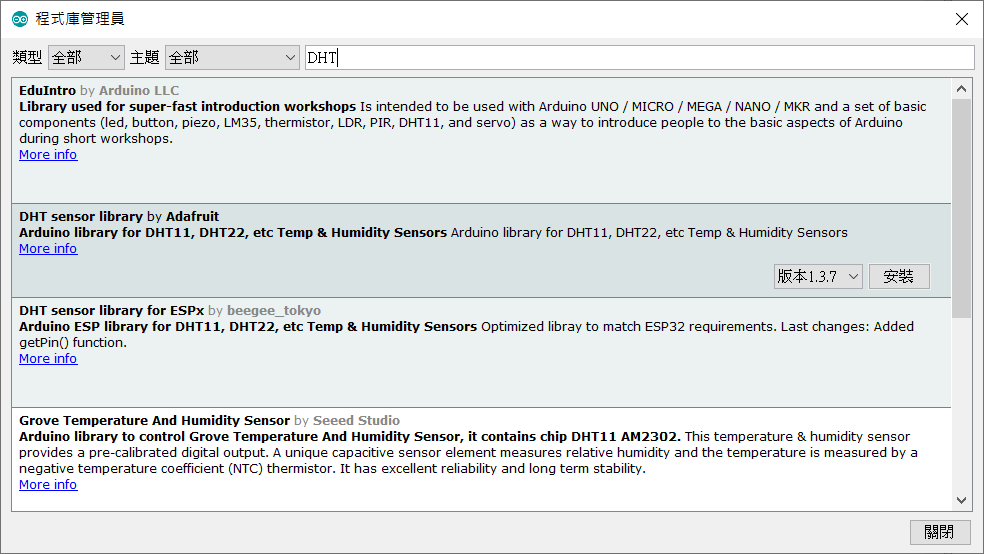 程式庫管理員
類型 全部 主題 全部 DHT
EduIntro by Arduino LLC
Library used for super-fast introduction workshops Is intended to be used with Arduino UNO / MICRO / MEGA / NANO / MKR and a set of basic
components (led, button, piezo, LM35, thermistor, LDR, PIR, DHT11, and servo) as a way to introduce people to the basic aspects of Arduino
during short workshops.
More info
DHT sensor library by Adafruit
Arduino library for DHT11, DHT22, etc Temp & Humidity Sensors Arduino library for DHT11, DHT22, etc Temp & Humidity Sensors
More info
版本1.3.7 安裝
DHT sensor library for ESPx by beegee_tokyo
Arduino ESP library for DHT11, DHT22, etc Temp & Humidity Sensors Optimized libray to match ESP32 requirements. Last changes: Added
getPin() function.
More info
Grove Temperature And Humidity Sensor by Seeed Studio
Arduino library to control Grove Temperature And Humidity Sensor, it contains chip DHT11 AM2302. This temperature & humidity sensor
provides a pre-calibrated digital output. A unique capacitive sensor element measures relative humidity and the temperature is measured by a
negative temperature coefficient (NTC) thermistor. It has excellent reliability and long term stability.
More info
關閉